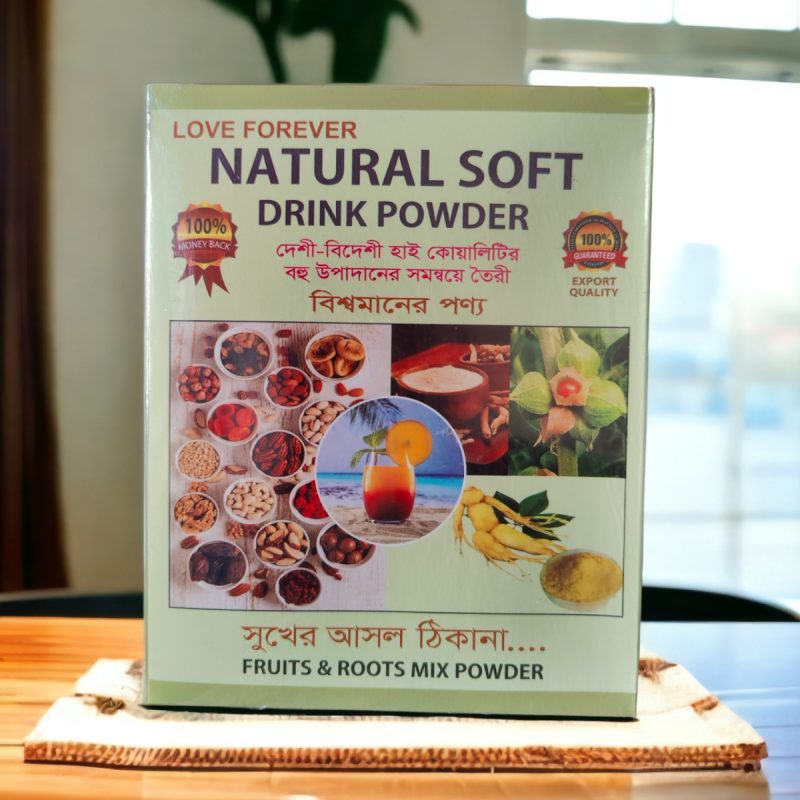 LOVE FOREVER
NATURAL SOFT
DRINK POWDER
100%
MONEY BACK
দেশী-বিদেশী হাই কোয়ালিটির
বহু উপাদানের সমন্বয়ে তৈরী
বিশ্বমানের পণ্য
100%
GUARANTEED
EXPORT
QUALITY
সুখের আসল ঠিকানা....
FRUITS & ROOTS MIX POWDER